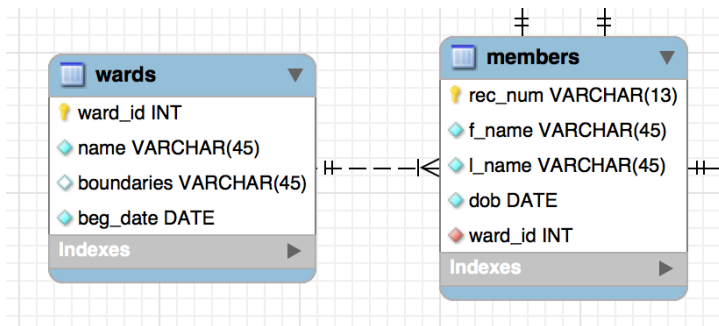 wards
ward_id INT
name VARCHAR(45)
boundaries VARCHAR(45)
beg_date DATE
Indexes
members
rec_num VARCHAR(13)
f_name VARCHAR(45)
l_name VARCHAR(45)
dob DATE
ward_id INT
Indexes